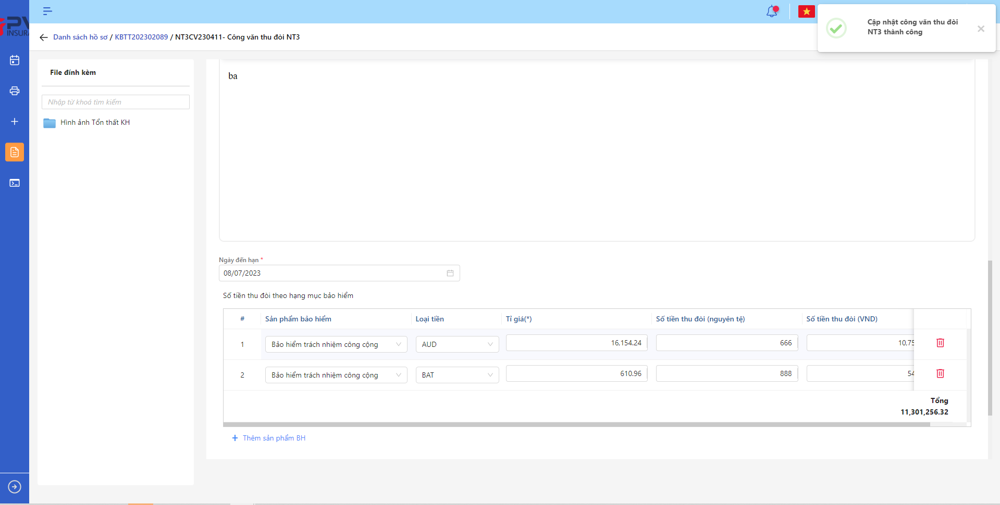 PV
INSURA
Cập nhật công văn thu đòi
NT3 thành công
Danh sách hồ sơ / KBTT202302089 / NT3CV230411- Công văn thu đòi NT3
File đính kèm
Nhập từ khoá tìm kiếm
Hình ảnh Tổn thất KH
ba
Ngày đến hạn *
08/07/2023
Số tiền thu đòi theo hạng mục bảo hiểm
# Sản phẩm bảo hiểm Loại tiền Tỉ giá(*) Số tiền thu đòi (nguyên tệ) Số tiền thu đòi (VND)
1 Bảo hiểm trách nhiệm công cộng AUD 16,154.24 666 10,75
2 Bảo hiểm trách nhiệm công cộng BAT 610.96 888 54
Tổng
11,301,256.32
+ Thêm sản phẩm BH